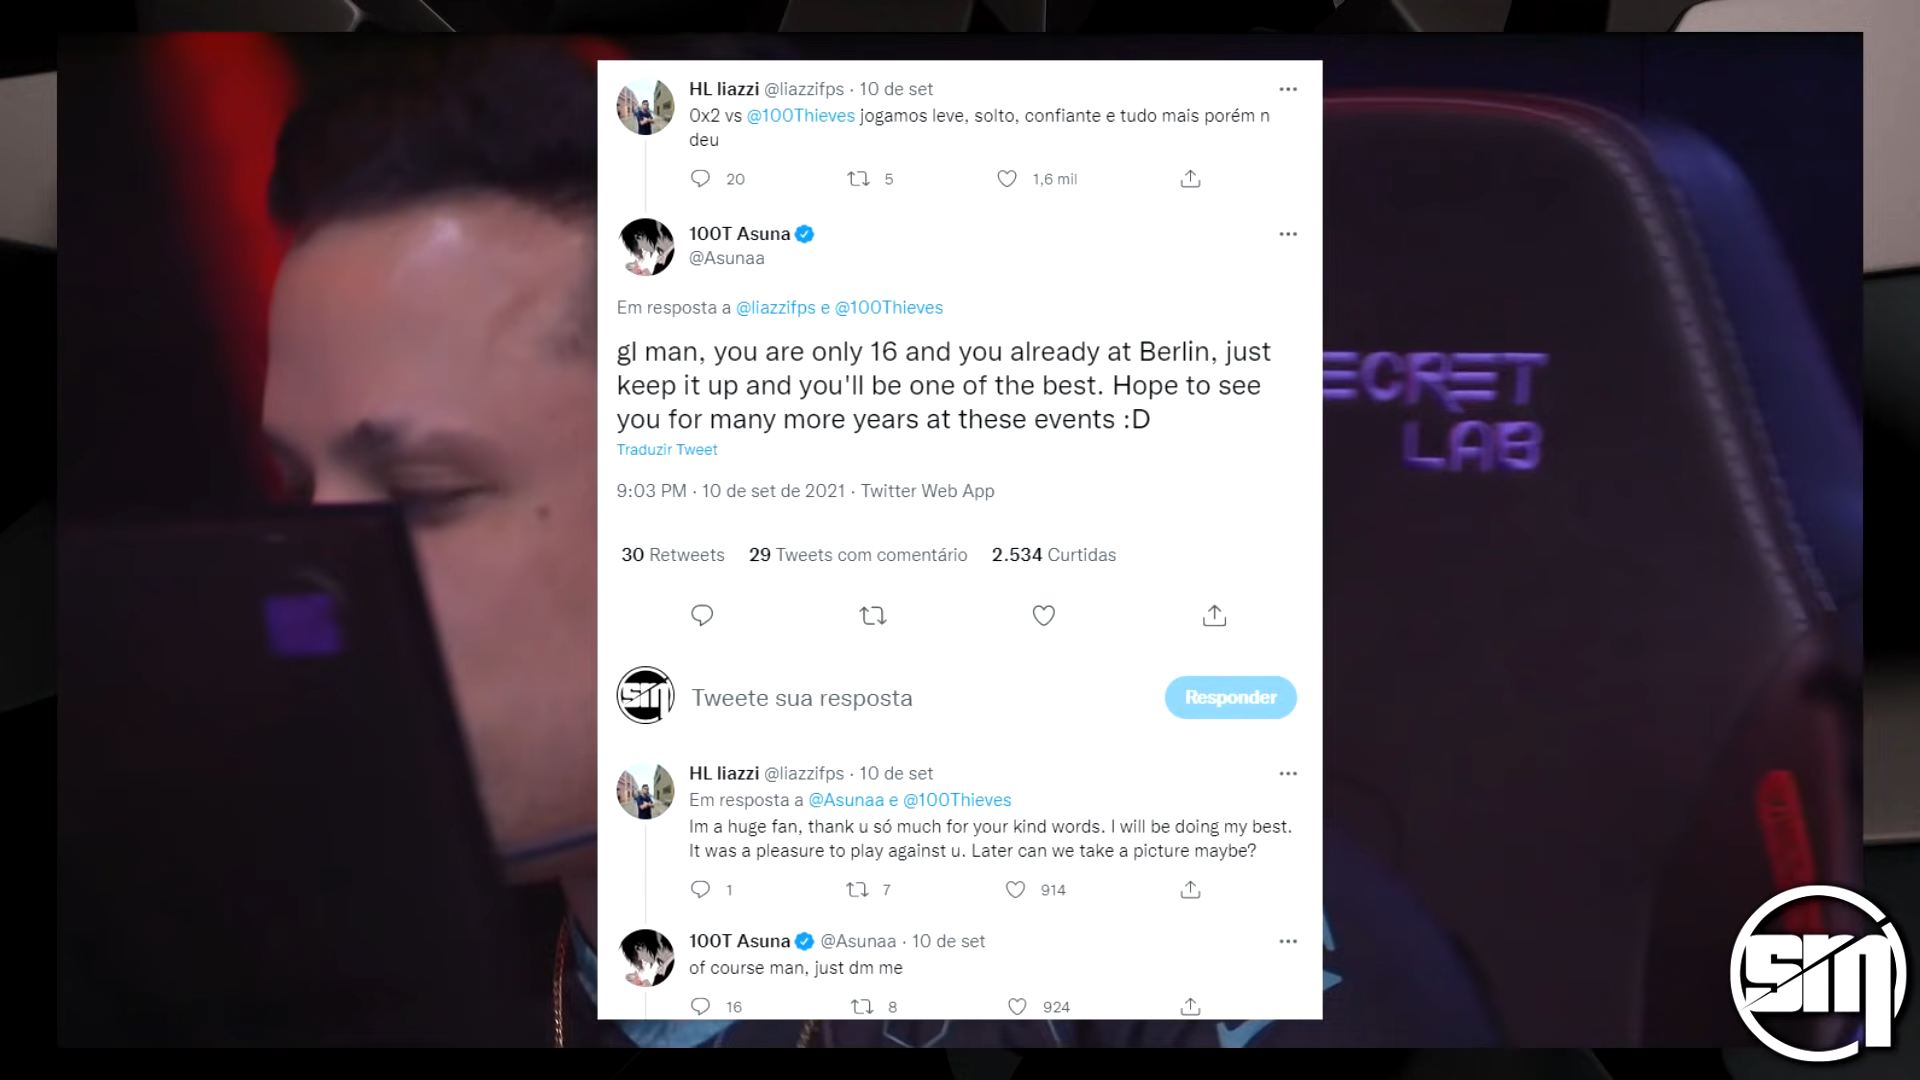 HL liazzi @liazzifps · 10 de set
0x2 vs @100Thieves jogamos leve, solto, confiante e tudo mais porém n
deu
20 5 1,6 mil
100T Asuna
@Asunaa
Em resposta a @liazzifps e @100Thieves
gl man, you are only 16 and you already at Berlin, just
keep it up and you'll be one of the best. Hope to see
you for many more years at these events :D
Traduzir Tweet
9:03 PM · 10 de set de 2021 · Twitter Web App
30 Retweets 29 Tweets com comentário 2.534 Curtidas
Tweete sua resposta
Responder
HL liazzi @liazzifps · 10 de set
Em resposta a @Asunaa e @100Thieves
Im a huge fan, thank u só much for your kind words. I will be doing my best.
It was a pleasure to play against u. Later can we take a picture maybe?
1 7 914
100T Asuna @Asunaa · 10 de set
of course man, just dm me
16 8 924
ECRET
LAB